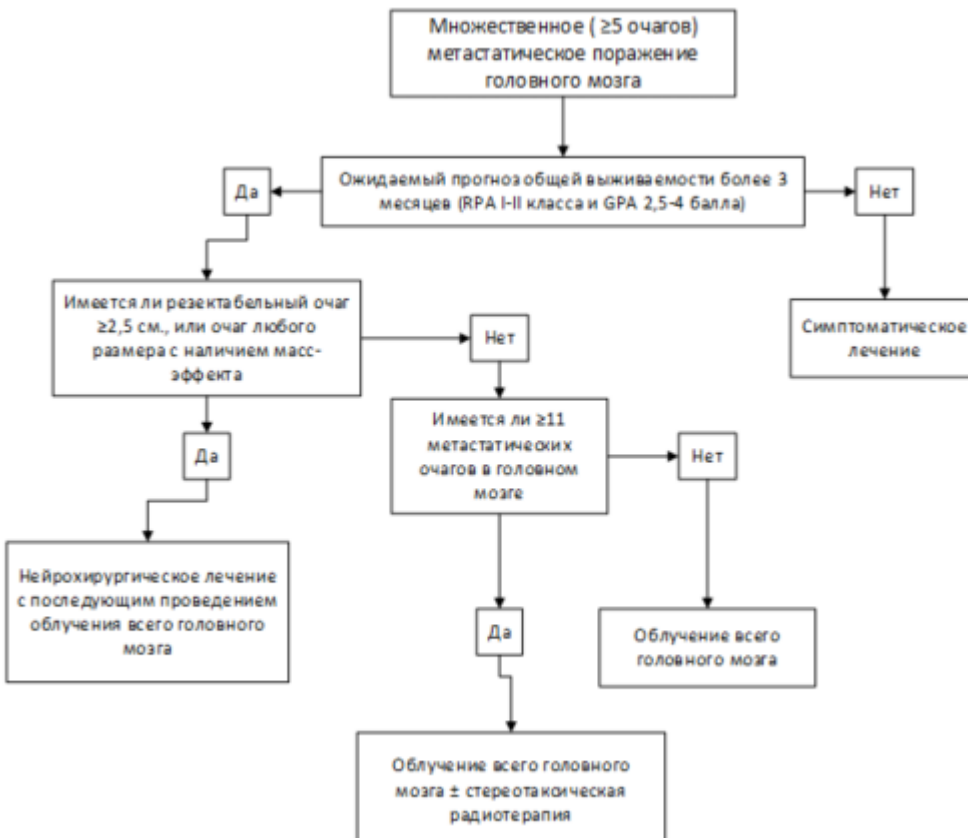 Множественное ( ≥5 очагов)
метастатическое поражение
головного мозга
Ожидаемый прогноз общей выживаемости более 3
месяцев (RPA I-II класса и GPA 2,5-4 балла)
Да
Нет
Имеется ли резектабельный очаг
≥2,5 см., или очаг любого
размера с наличием масс-
эффекта
Нет
Симптоматическое
лечение
Имеется ли ≥11
метастатических
очагов в головном
мозге
Да
Нет
Нейрохирургическое лечение
с последующим проведением
облучения всего головного
мозга
Да
Облучение всего
головного мозга
Облучение всего головного
мозга ± стереотаксическая
радиотерапия